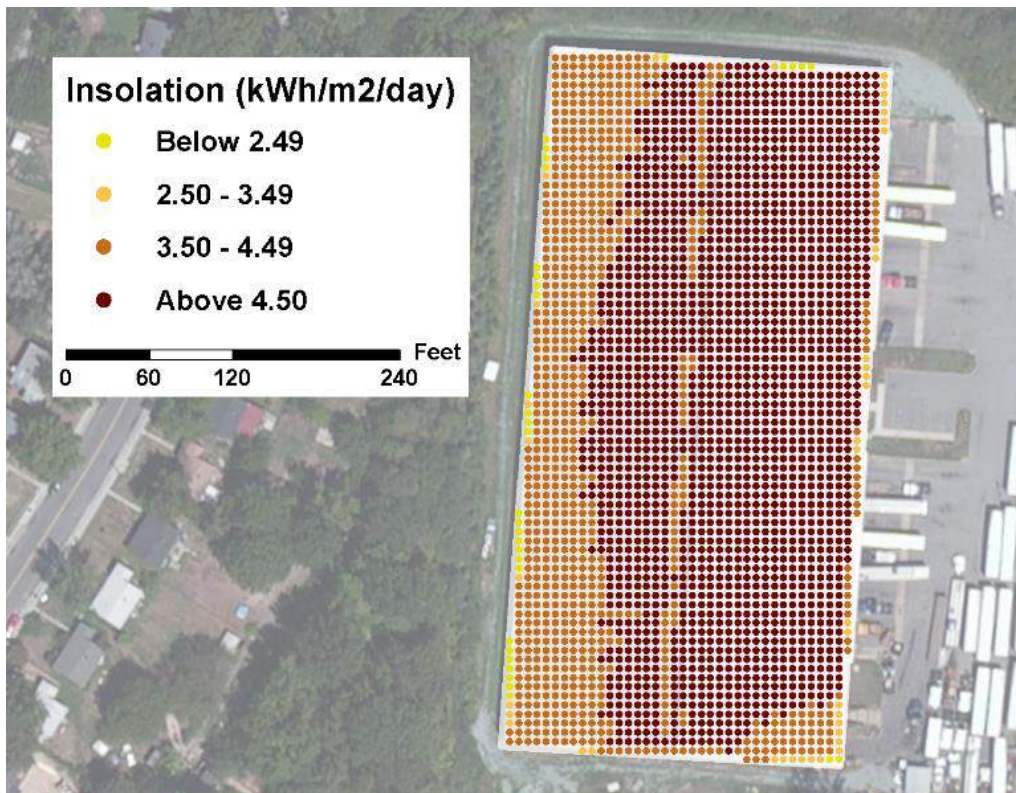 Insolation (kWh/m2/day)
Below 2.49
2.50 - 3.49
3.50 - 4.49
Above 4.50
Feet
0 60 120 240